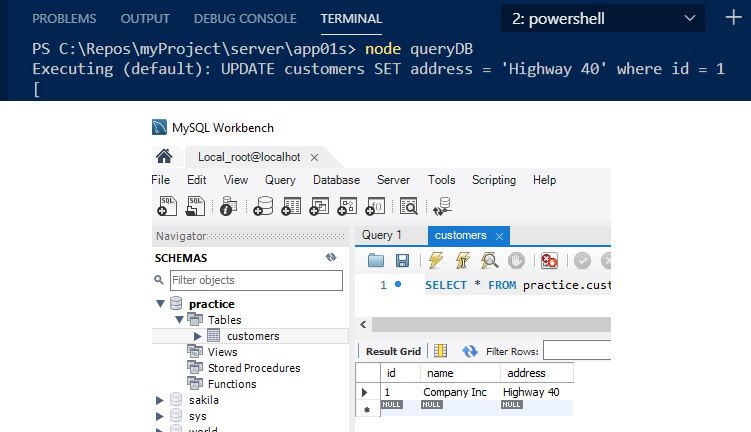 PROBLEMS OUTPUT DEBUG CONSOLE TERMINAL 2: powershell
PS C:\Repos\myProject\server\app01s> node queryDB
Executing (default): UPDATE customers SET address = 'Highway 40' where id = 1
[
MySQL Workbench
Local_root@localhot
File Edit View Query Database Server Tools Scripting Help
Navigator
Query 1 customers
SCHEMAS
Filter objects
1 SELECT * FROM practice.cust
practice
Tables
customers
Views
Stored Procedures
Functions
sakila
sys
world
Result Grid Filter Rows:
id name address
1 Company Inc Highway 40
NULL NULL NULL